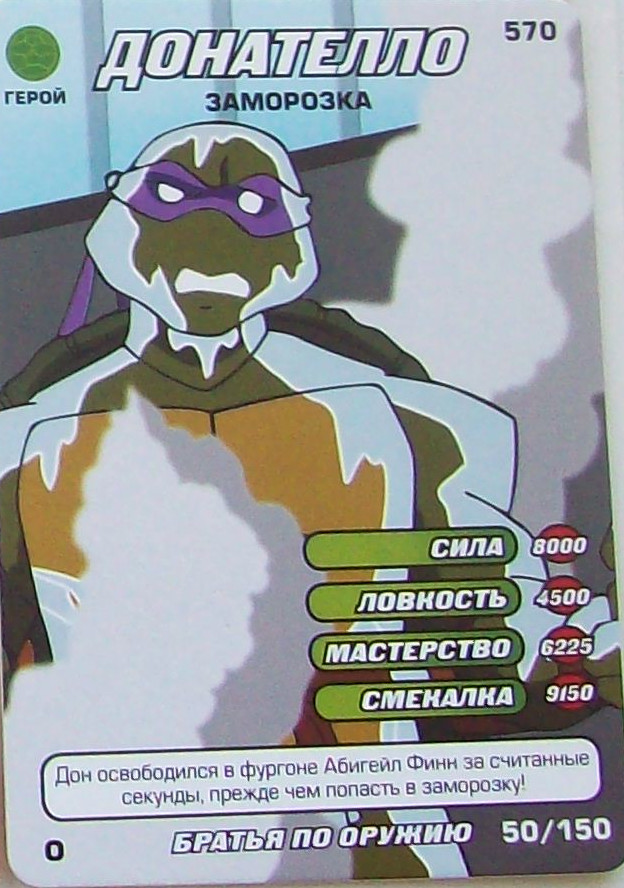 ДОНАТЕЛЛО
570
ГЕРОЙ
ЗАМОРОЗКА
СИЛА 8000
ЛОВКОСТЬ 4500
МАСТЕРСТВО 6225
СМЕКАЛКА 9150
Дон освободился в фургоне Абигейл Финн за считанные
секунды, прежде чем попасть в заморозку!
0 БРАТЬЯ ПО ОРУЖИЮ 50/150